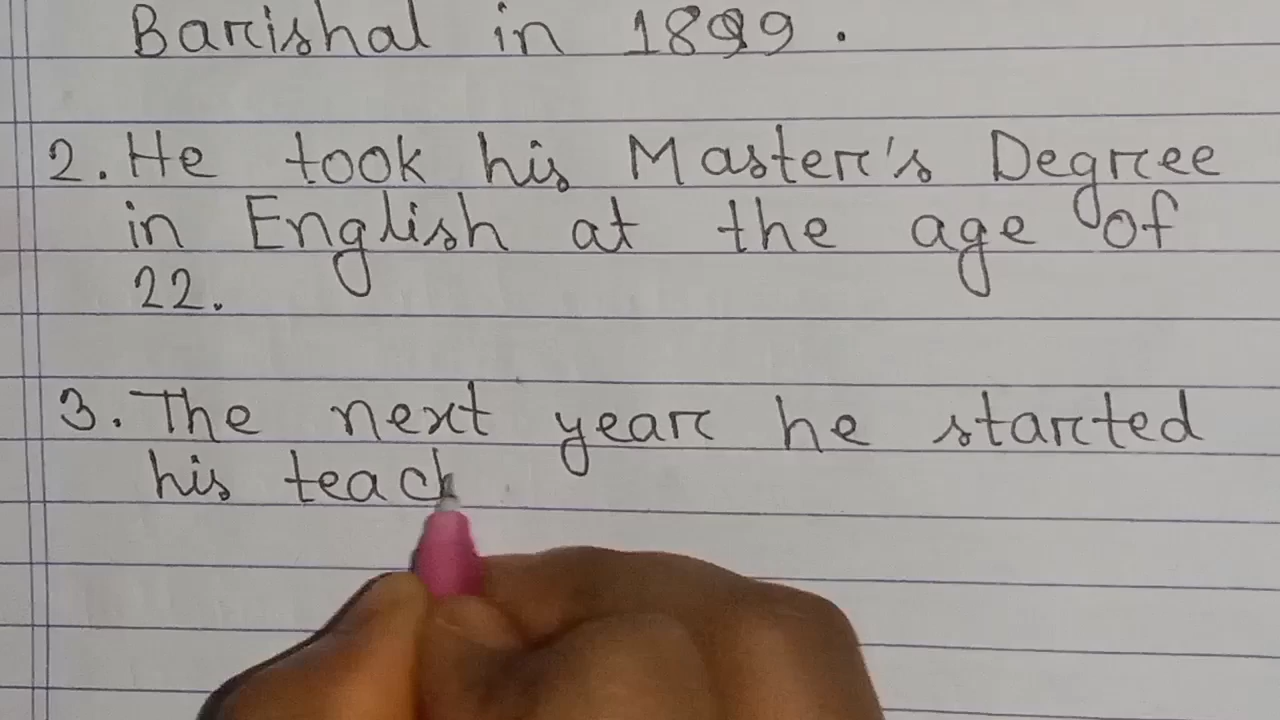 Barishal in 1899.
2. He took his Master's Degree
in English at the age of
22.
3. The next year he started
his teach